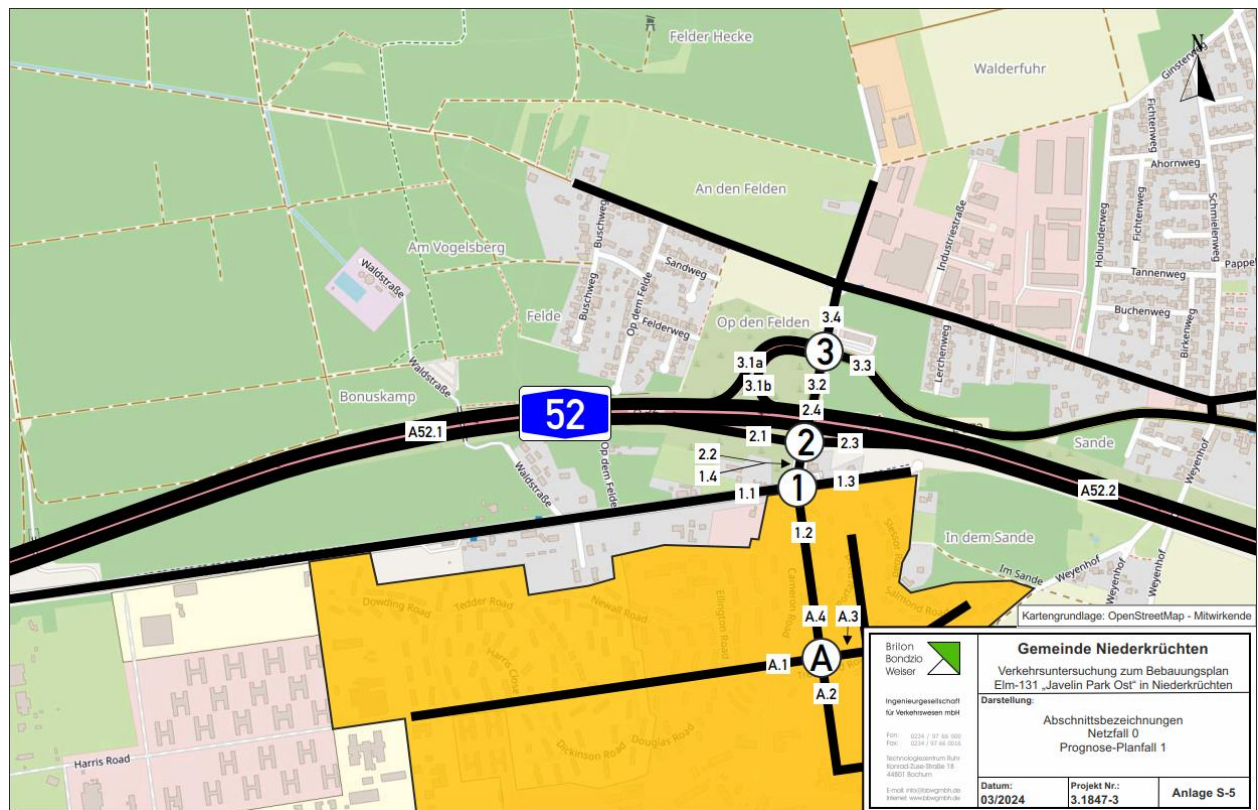 Felder Hecke
Walderfuhr
N
Ginsterweg
Fichtenweg
Ahornweg
An den Felden
Holunderweg
Fichtenweg
Schmielenweg
Industriestraße
Buschweg
Am Vogelsberg
Waldstraße
Sandweg
Tannenweg
Pappel
Buschweg
Op dem Felde
Felde
Felderweg
Op den Felden
3.4
Buchenweg
Birkenweg
3
3.1a
3.3
Lerchenweg
Waldstraße
3.1b
3.2
Bonuskamp
52
2.4
A52.1
2.1
2
2.3
Sande
Op dem Felde
2.2
1.4
Weyenhof
Waldstraße
1.1
1
1.3
A52.2
1.2
In dem Sande
Im Sande
Weyenhof
Weyenhof
Dowding Road
Tedder Road
Newall Road
Ellington Road
Cameron Road
Salmond Road
Kartengrundlage: OpenStreetMap - Mitwirkende
A.4
A.3
Harris Close
A.1
A
A.2
Dickinson Road
Douglas Road
Harris Road
Brilon
Bondzio
Weiser
Ingenieurgesellschaft
für Verkehrswesen mbH
Fon: 0234 / 97 66 000
Fax: 0234 / 97 66 0016
Technologiezentrum Ruhr
Konrad-Zuse-Straße 18
44801 Bochum
E-mail: info@bbwgmbh.de
Internet: www.bbwgmbh.de
Gemeinde Niederkrüchten
Verkehrsuntersuchung zum Bebauungsplan
Elm-131 „Javelin Park Ost" in Niederkrüchten
Darstellung:
Abschnittsbezeichnungen
Netzfall 0
Prognose-Planfall 1
Datum:
03/2024
Projekt Nr.:
3.1847-3
Anlage S-5